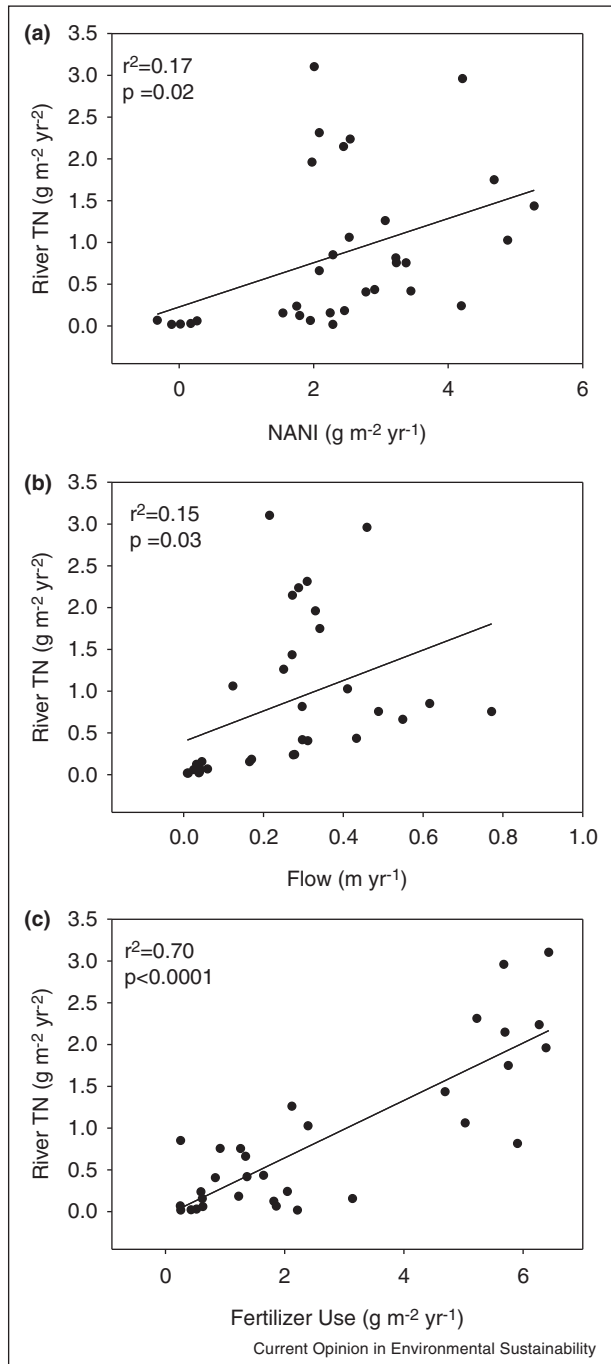 (a)
r²=0.17
p =0.02
3.5
3.0
2.5
2.0
1.5
1.0
0.5
0.0
River TN (g m⁻² yr⁻²)
0 2 4 6
NANI (g m⁻² yr⁻¹)
(b)
r²=0.15
p =0.03
3.5
3.0
2.5
2.0
1.5
1.0
0.5
0.0
River TN (g m⁻² yr⁻²)
0.0 0.2 0.4 0.6 0.8 1.0
Flow (m yr⁻¹)
(c)
r²=0.70
p<0.0001
3.5
3.0
2.5
2.0
1.5
1.0
0.5
0.0
River TN (g m⁻² yr⁻²)
0 2 4 6
Fertilizer Use (g m⁻² yr⁻¹)
Current Opinion in Environmental Sustainability